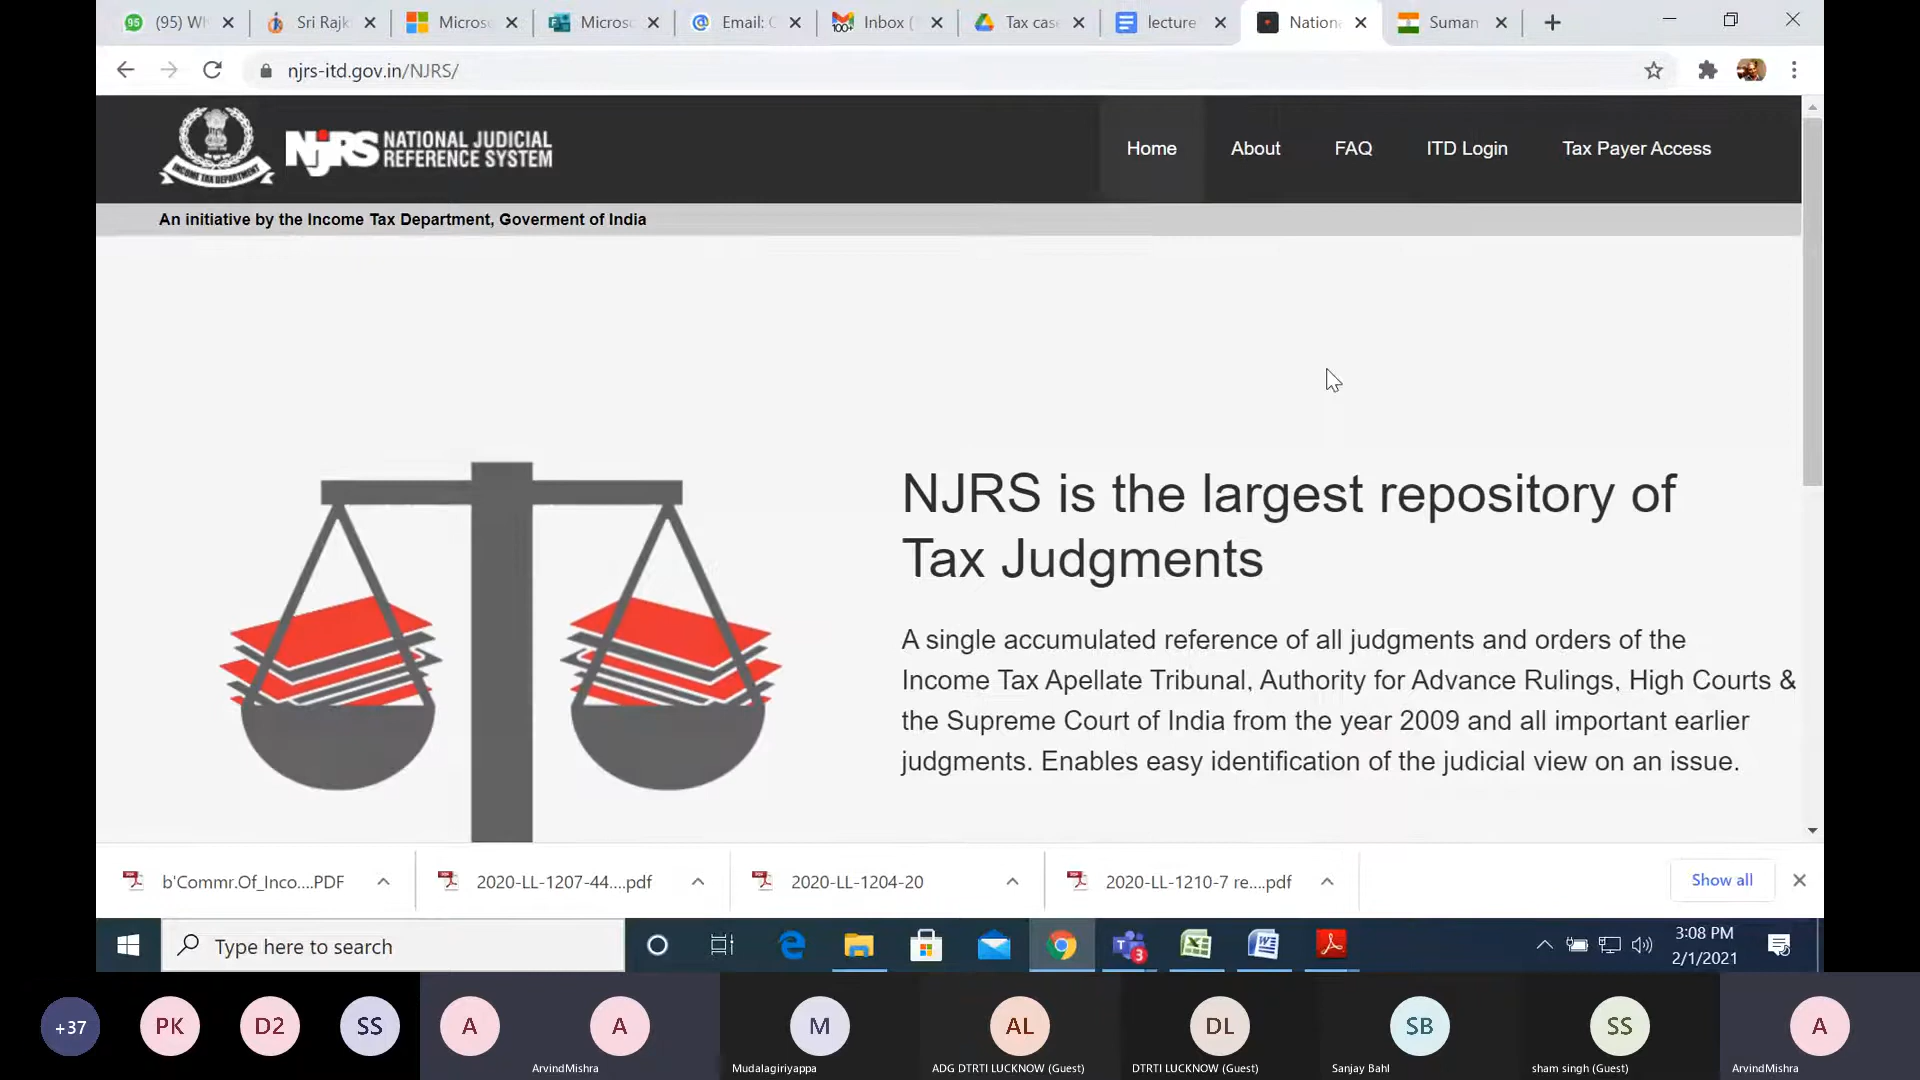 (95) Wh
Sri Rajk
Micros
Micros
Email: C
Inbox (
Tax case
lecture
Nationa
Suman
njrs-itd.gov.in/NJRS/
INCOME TAX DEPARTMENT
NJRS NATIONAL JUDICIAL
REFERENCE SYSTEM
Home
About
FAQ
ITD Login
Tax Payer Access
An initiative by the Income Tax Department, Goverment of India
NJRS is the largest repository of
Tax Judgments
A single accumulated reference of all judgments and orders of the
Income Tax Apellate Tribunal, Authority for Advance Rulings, High Courts &
the Supreme Court of India from the year 2009 and all important earlier
judgments. Enables easy identification of the judicial view on an issue.
b'Commr.Of_Inco....PDF
2020-LL-1207-44....pdf
2020-LL-1204-20
2020-LL-1210-7 re....pdf
Show all
Type here to search
3
3:08 PM
2/1/2021
+37
PK
D2
SS
A
A
M
AL
DL
SB
SS
A
ArvindMishra
Mudalagiriyappa
ADG DTRTI LUCKNOW (Guest)
DTRTI LUCKNOW (Guest)
Sanjay Bahl
sham singh (Guest)
ArvindMishra